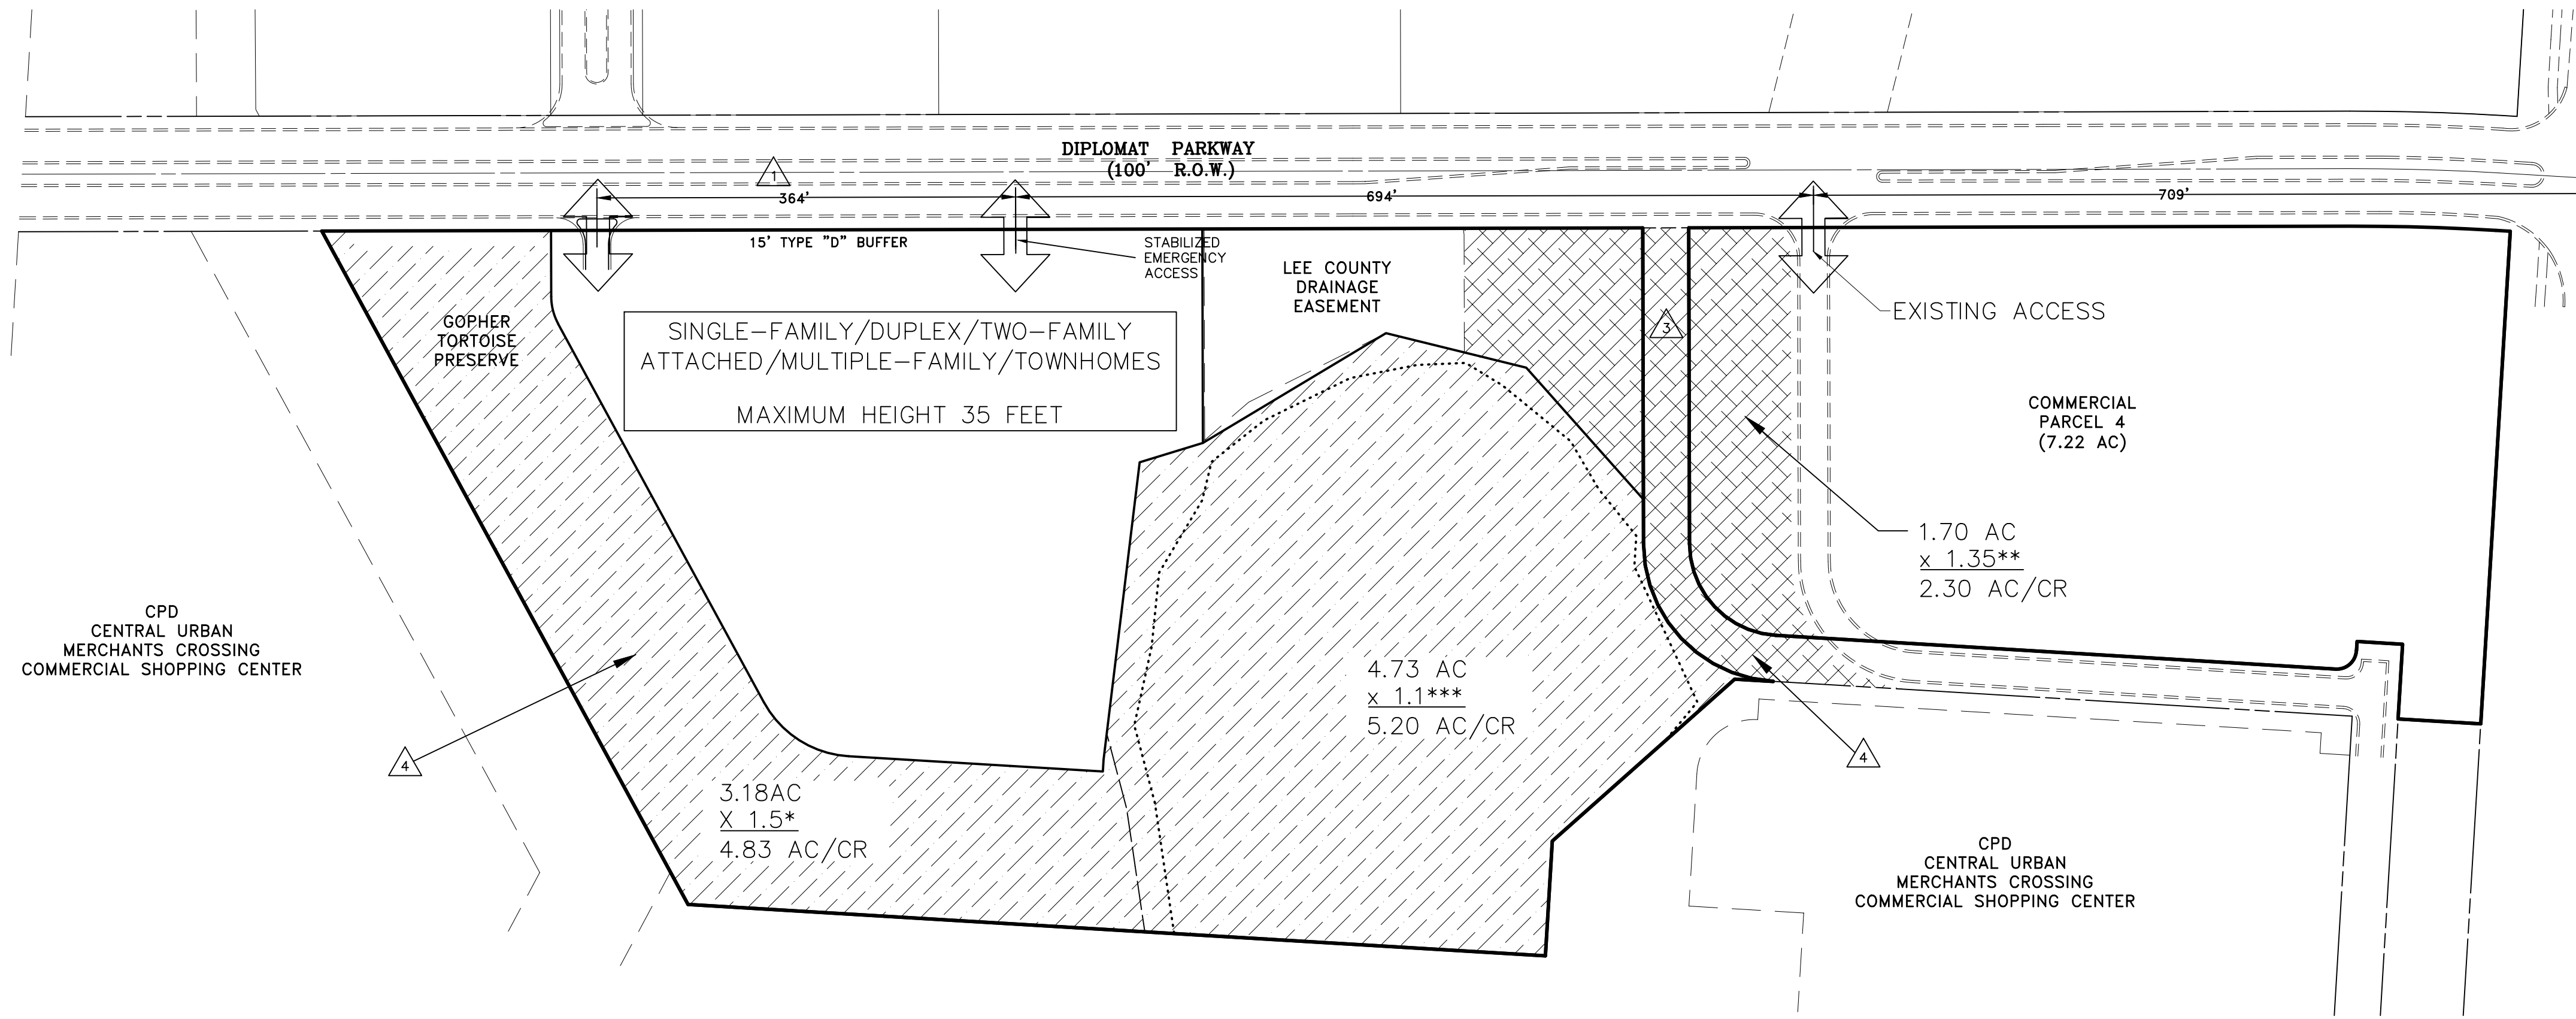 DIPLOMAT PARKWAY
(100' R.O.W.)
1
364'
694'
709'
15' TYPE "D" BUFFER
STABILIZED
EMERGENCY
ACCESS
LEE COUNTY
DRAINAGE
EASEMENT
EXISTING ACCESS
GOPHER
TORTOISE
PRESERVE
SINGLE-FAMILY/DUPLEX/TWO-FAMILY
ATTACHED/MULTIPLE-FAMILY/TOWNHOMES
MAXIMUM HEIGHT 35 FEET
3
COMMERCIAL
PARCEL 4
(7.22 AC)
1.70 AC
x 1.35**
2.30 AC/CR
CPD
CENTRAL URBAN
MERCHANTS CROSSING
COMMERCIAL SHOPPING CENTER
4.73 AC
x 1.1***
5.20 AC/CR
4
4
3.18AC
X 1.5*
4.83 AC/CR
CPD
CENTRAL URBAN
MERCHANTS CROSSING
COMMERCIAL SHOPPING CENTER